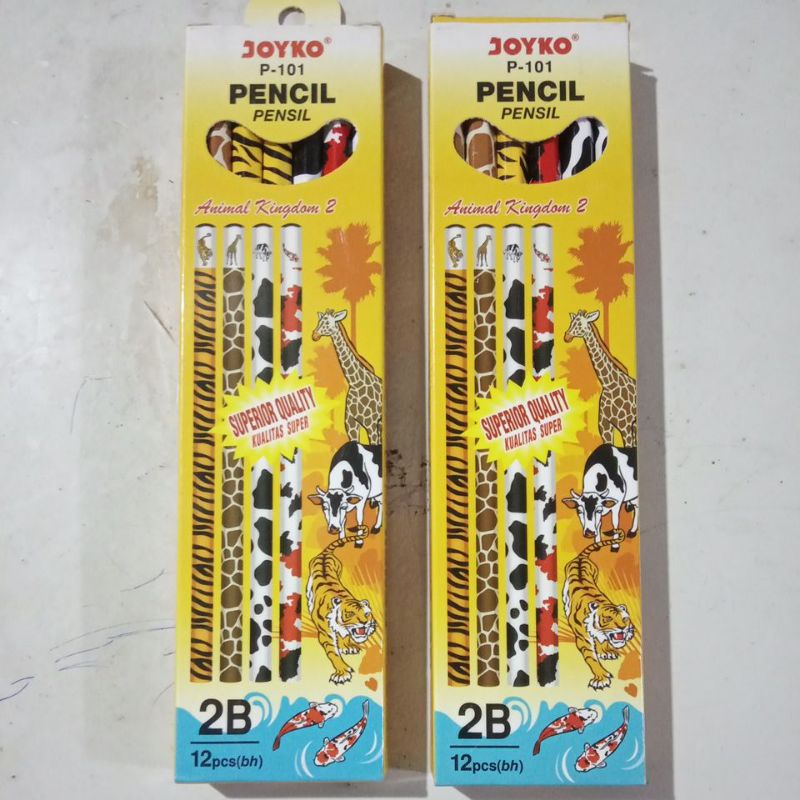 JOYKO®
P-101
PENCIL
PENSIL
Animal Kingdom 2
SUPERIOR QUALITY
KUALITAS SUPER
2B
12pcs(bh)
JOYKO®
P-101
PENCIL
PENSIL
Animal Kingdom 2
SUPERIOR QUALITY
KUALITAS SUPER
2B
12pcs(bh)